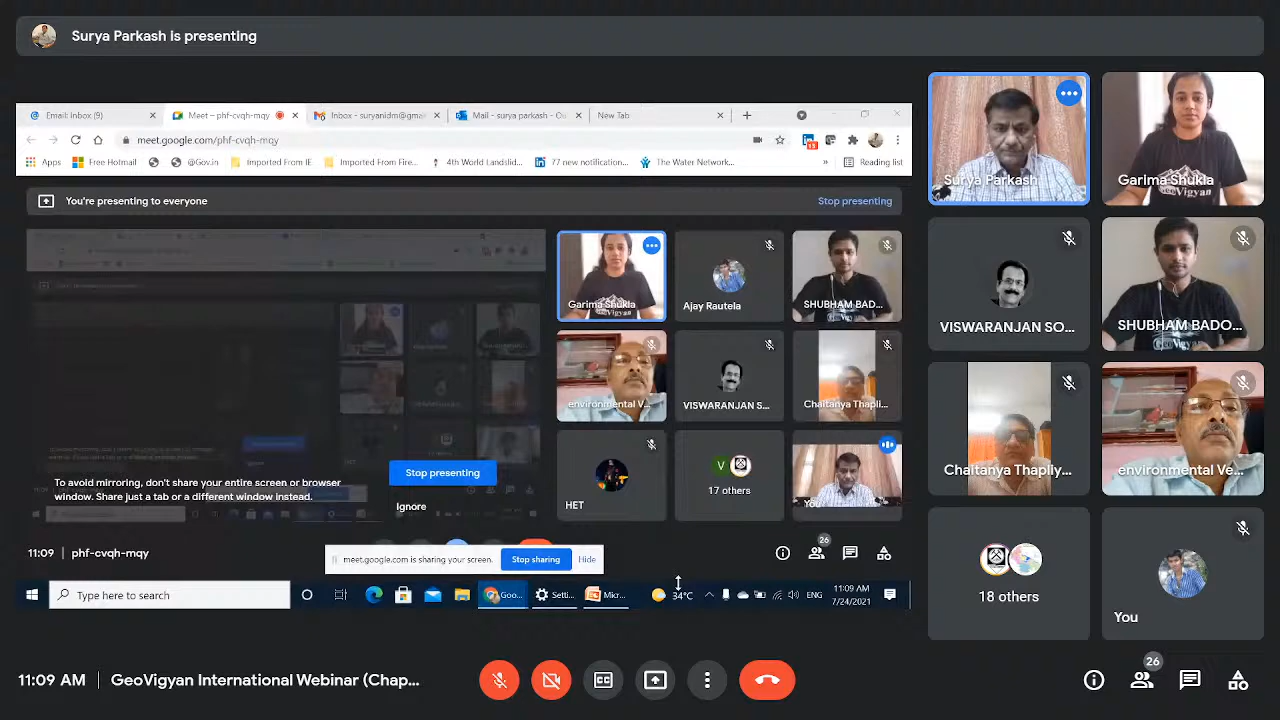 Surya Parkash is presenting
Email: Inbox (9)
Meet – phf-cvqh-mqy
Inbox - suryanidm@gmai
Mail - surya parkash - Ou
New Tab
meet.google.com/phf-cvqh-mqy
Apps
Free Hotmail
@Gov.in
Imported From IE
Imported From Fire...
4th World Landslid...
77 new notification...
The Water Network...
»
Reading list
You're presenting to everyone
Stop presenting
Garima Shukla
Ajay Rautela
SHUBHAM BAD...
environmental V...
VISWARANJAN S...
Chaitanya Thapli...
HET
V
17 others
You
Stop presenting
Ignore
To avoid mirroring, don't share your entire screen or browser
window. Share just a tab or a different window instead.
11:09 | phf-cvqh-mqy
26
meet.google.com is sharing your screen.
Stop sharing
Hide
Type here to search
Goo...
Setti...
Micr...
34°C
ENG
11:09 AM
7/24/2021
Surya Parkash
Garima Shukla
VISWARANJAN SO...
SHUBHAM BADO...
Chaitanya Thapliy...
environmental Ve...
18 others
You
11:09 AM | GeoVigyan International Webinar (Chap...
26